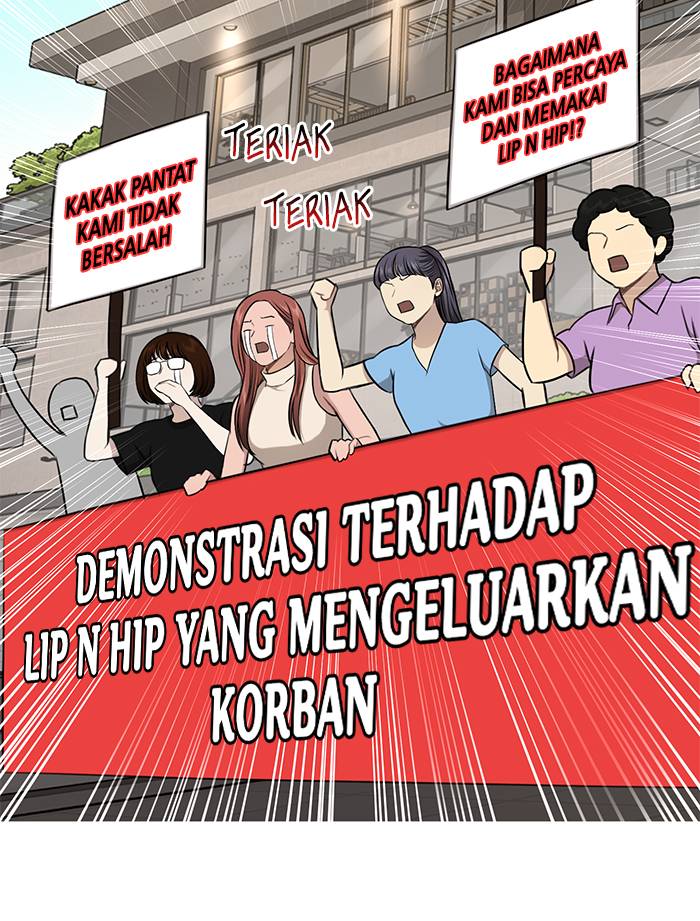 BAGAIMANA
KAMI BISA PERCAYA
DAN MEMAKAI
LIP N HIP!?
TERIAK
TERIAK
KAKAK PANTAT
KAMI TIDAK
BERSALAH
DEMONSTRASI TERHADAP
LIP N HIP YANG MENGELUARKAN
KORBAN